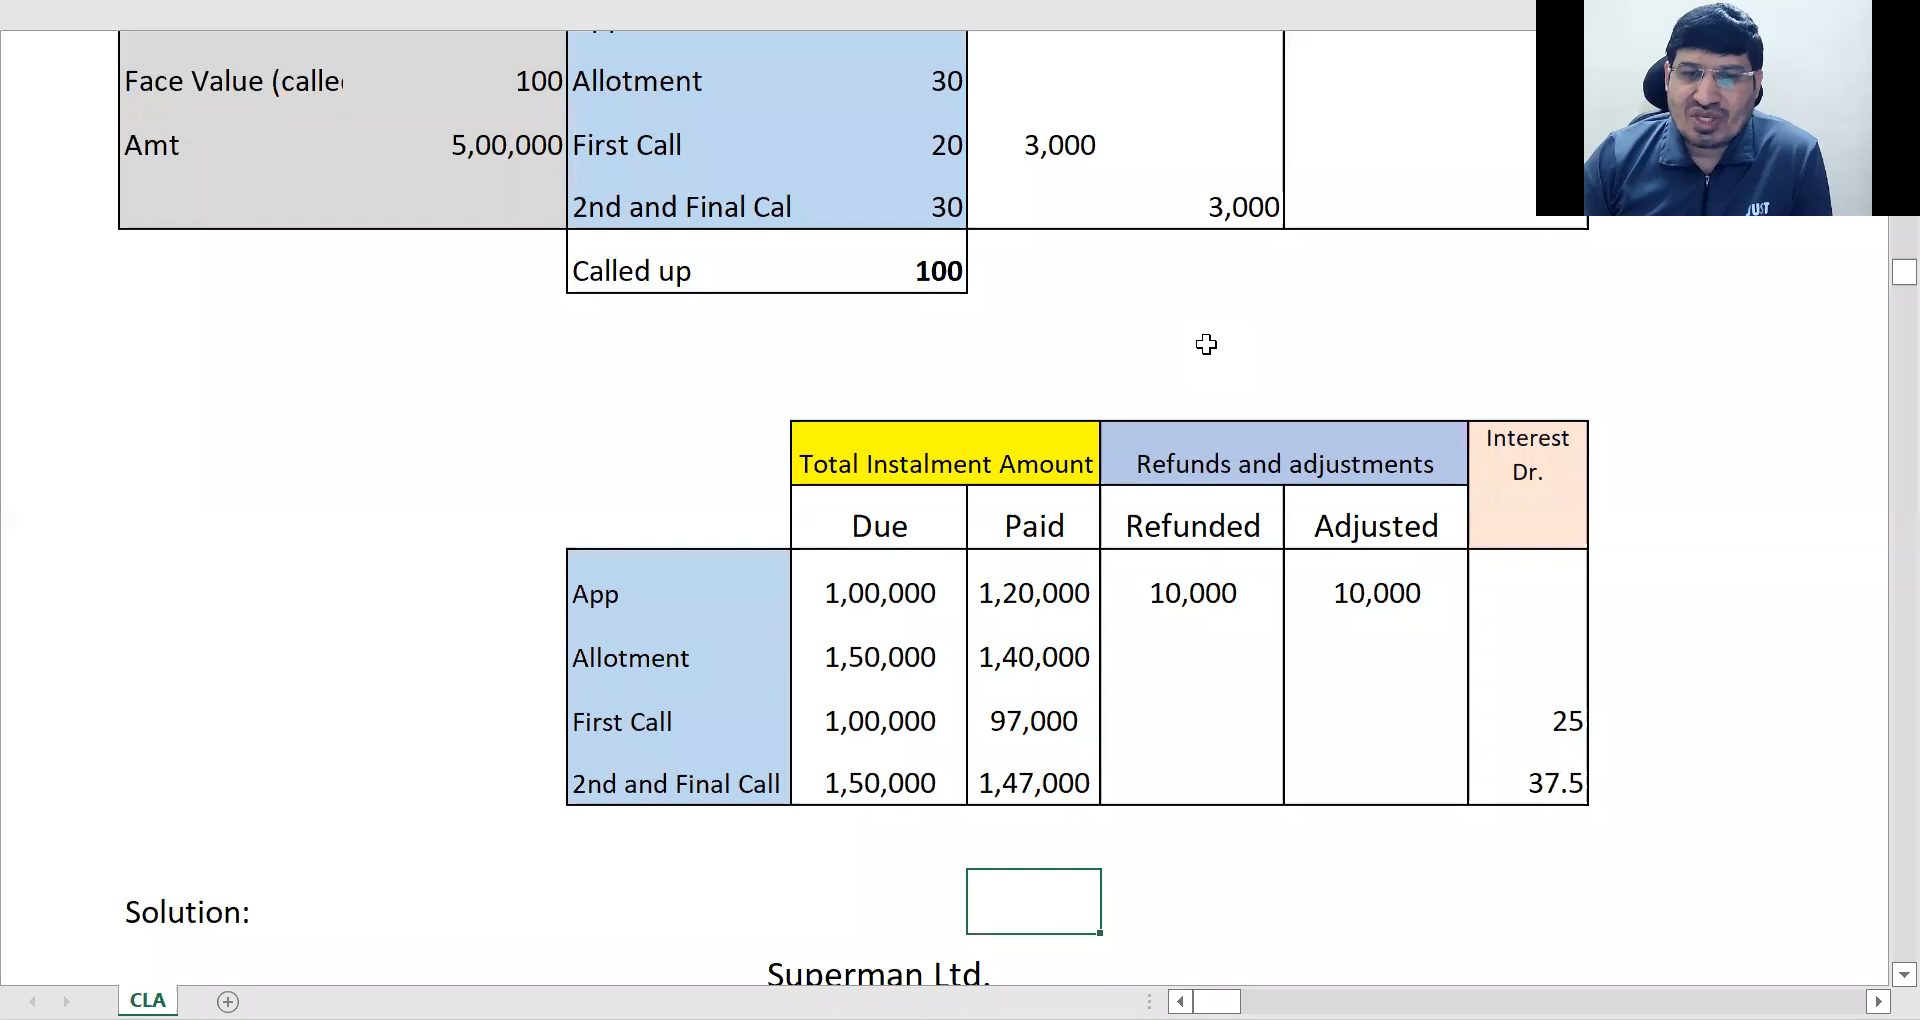 Face Value (calle 100 Allotment 30
Amt 5,00,000 First Call 20 3,000
2nd and Final Cal 30 3,000
Called up 100
Total Instalment Amount Refunds and adjustments Interest Dr.
Due Paid Refunded Adjusted
App 1,00,000 1,20,000 10,000 10,000
Allotment 1,50,000 1,40,000
First Call 1,00,000 97,000 25
2nd and Final Call 1,50,000 1,47,000 37.5
Solution:
Superman Ltd.
CLA
UST